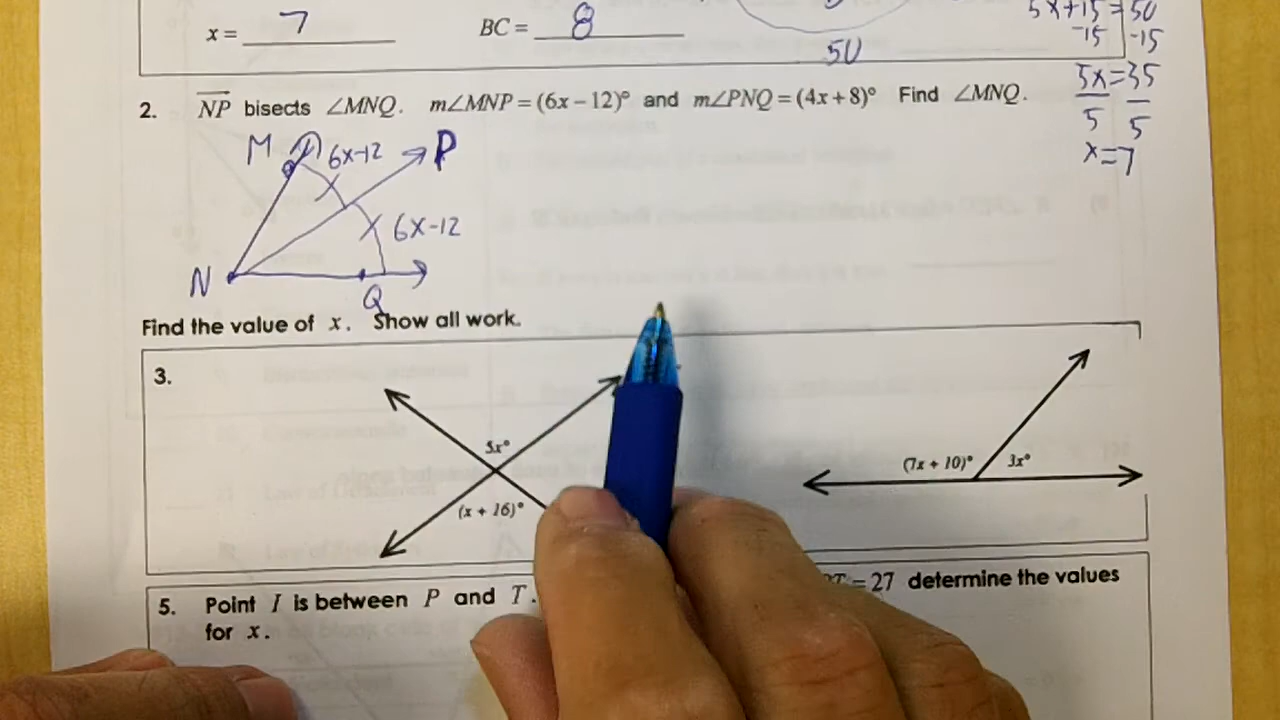 x = 7 BC = 8
50
5x+15=50
-15 -15
5x=35
5 5
x=7
2. NP bisects ∠MNQ. m∠MNP = (6x − 12)° and m∠PNQ = (4x + 8)° Find ∠MNQ.
M 6x-12 P
6x-12
N
Q
Find the value of x. Show all work.
3.
5x°
(x + 16)°
(7x + 10)° 3x°
5. Point I is between P and T. = 27 determine the values
for x.